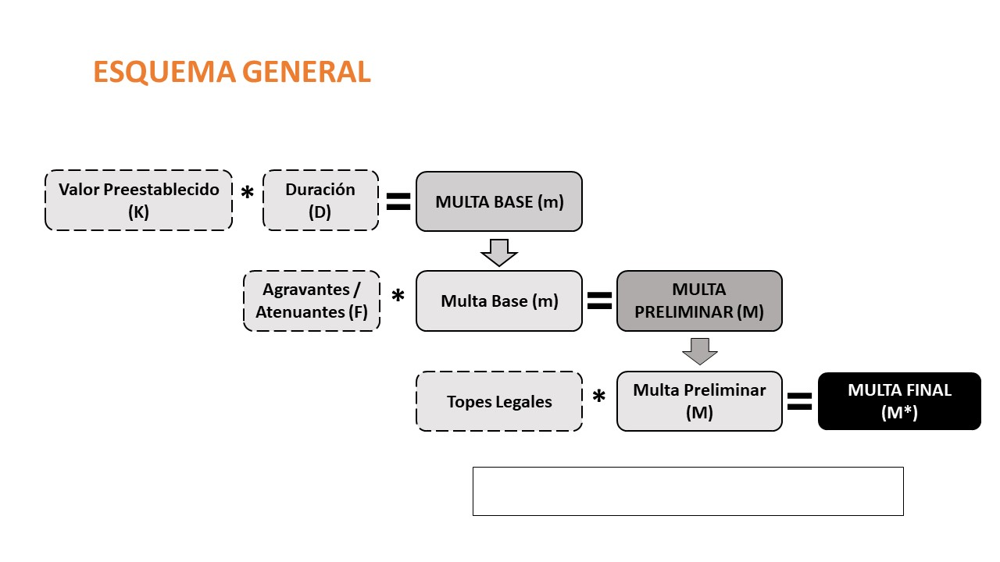 ESQUEMA GENERAL
Valor Preestablecido
(K)
*
Duración
(D)
=
MULTA BASE (m)
Agravantes /
Atenuantes (F)
*
Multa Base (m)
=
MULTA
PRELIMINAR (M)
Topes Legales
*
Multa Preliminar
(M)
=
MULTA FINAL
(M*)